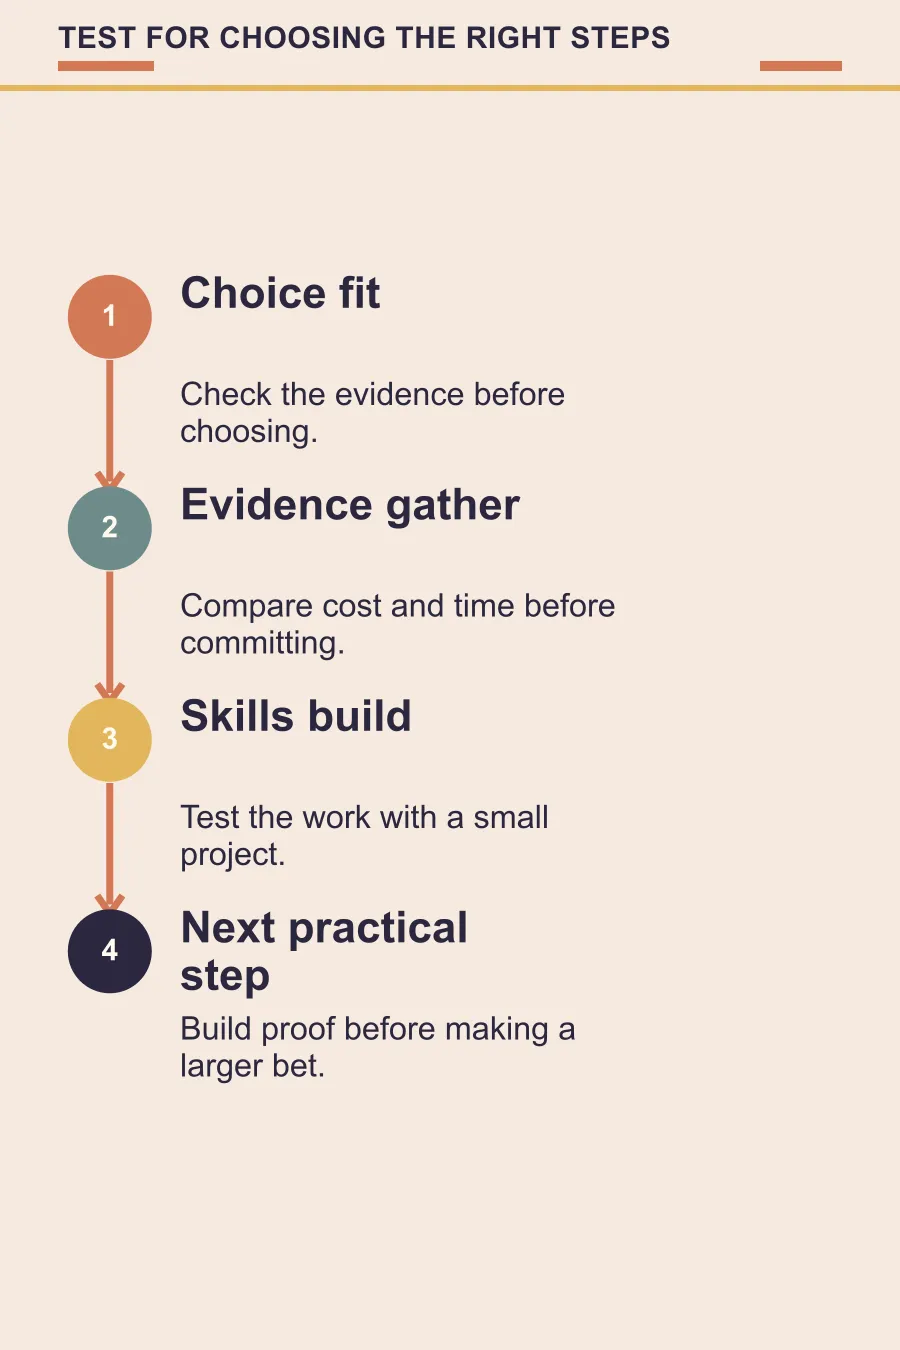 TEST FOR CHOOSING THE RIGHT STEPS
1
Choice fit
Check the evidence before
choosing.
2
Evidence gather
Compare cost and time before
committing.
3
Skills build
Test the work with a small
project.
4
Next practical
step
Build proof before making a
larger bet.